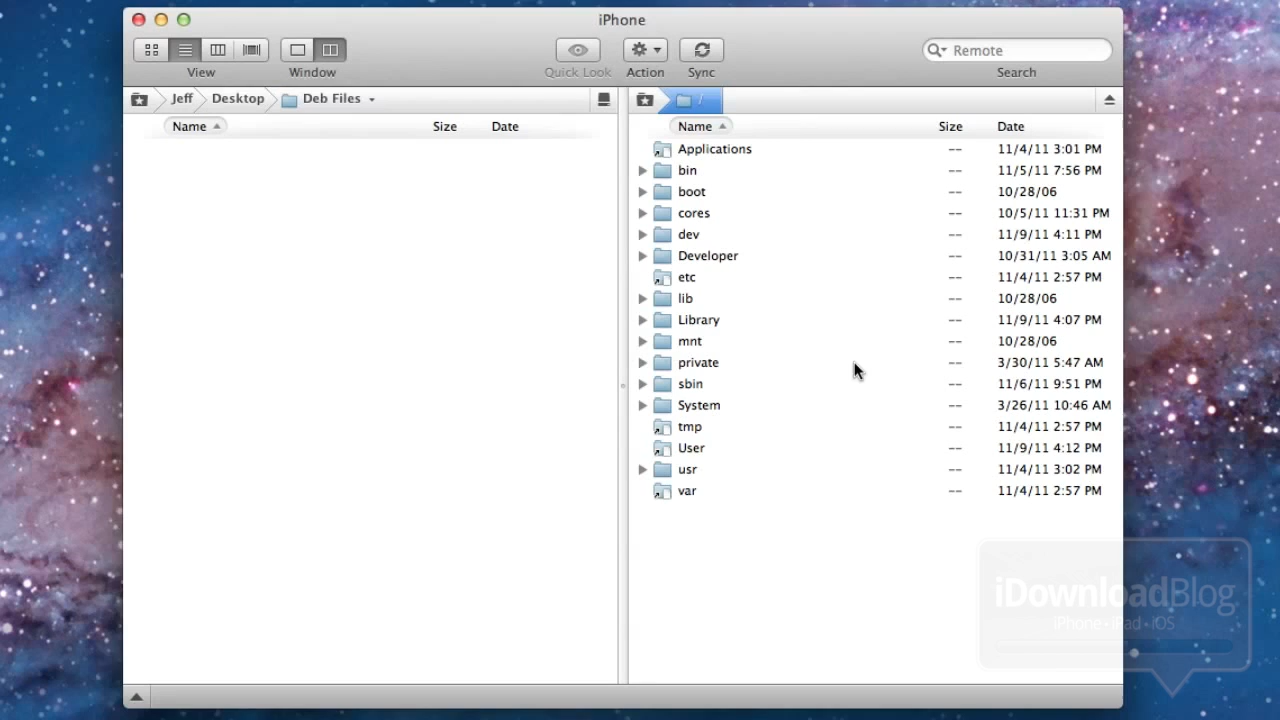 iPhone
View
Window
Quick Look
Action
Sync
Remote
Search
Jeff Desktop Deb Files
/
Name Size Date
Name Size Date
Applications -- 11/4/11 3:01 PM
bin -- 11/5/11 7:56 PM
boot -- 10/28/06
cores -- 10/5/11 11:31 PM
dev -- 11/9/11 4:11 PM
Developer -- 10/31/11 3:05 AM
etc -- 11/4/11 2:57 PM
lib -- 10/28/06
Library -- 11/9/11 4:07 PM
mnt -- 10/28/06
private -- 3/30/11 5:47 AM
sbin -- 11/6/11 9:51 PM
System -- 3/26/11 10:46 AM
tmp -- 11/4/11 2:57 PM
User -- 11/9/11 4:12 PM
usr -- 11/4/11 3:02 PM
var -- 11/4/11 2:57 PM
iDownloadBlog
iPhone • iPad • iOS